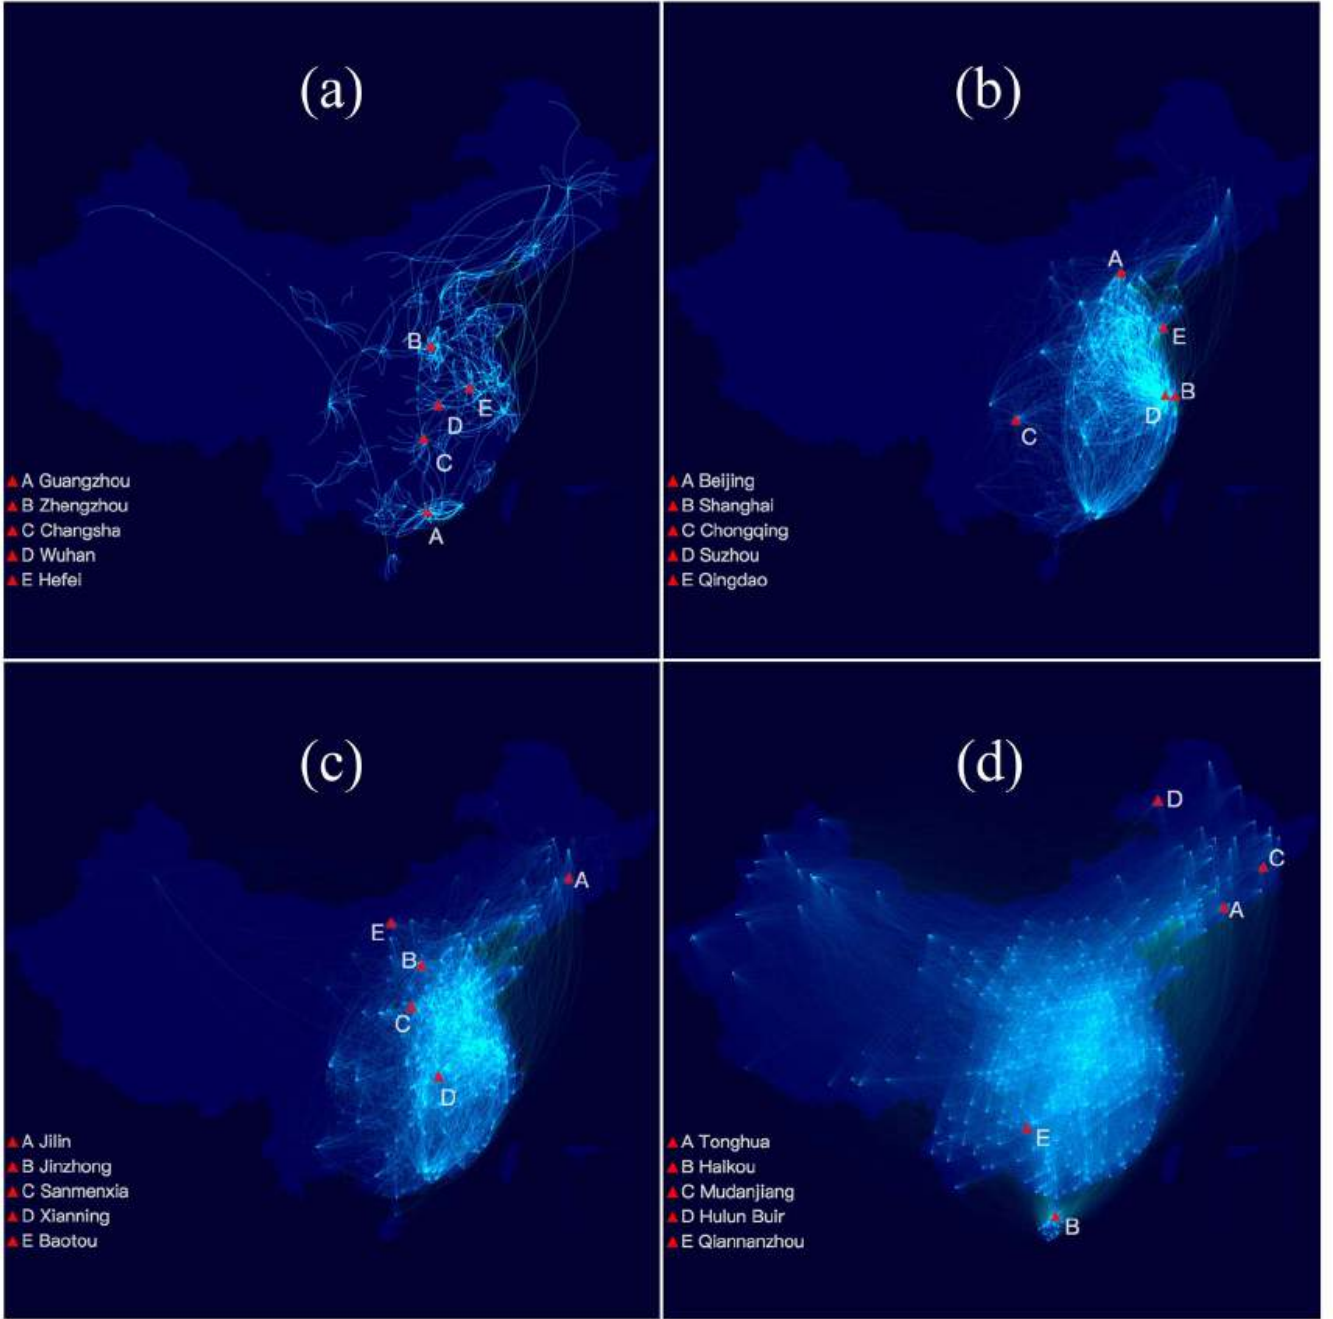 (a)
B
E
D
C
A
A Guangzhou
B Zhengzhou
C Changsha
D Wuhan
E Hefei
(b)
A
E
B
D
C
A Beijing
B Shanghai
C Chongqing
D Suzhou
E Qingdao
(c)
A
E
B
C
D
A Jilin
B Jinzhong
C Sanmenxia
D Xianning
E Baotou
(d)
D
C
A
E
B
A Tonghua
B Haikou
C Mudanjiang
D Hulun Buir
E Qiannanzhou